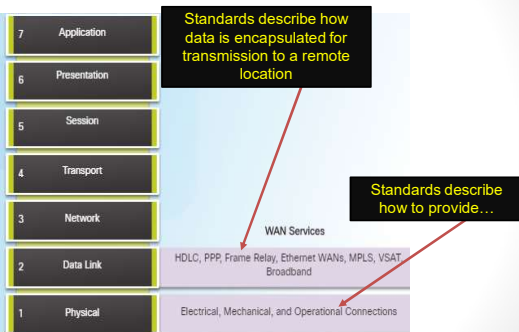 Standards describe how
data is encapsulated for
transmission to a remote
location
7 Application
6 Presentation
5 Session
4 Transport
Standards describe
how to provide…
3 Network
WAN Services
2 Data Link
HDLC, PPP, Frame Relay, Ethernet WANs, MPLS, VSAT,
Broadband
1 Physical
Electrical, Mechanical, and Operational Connections